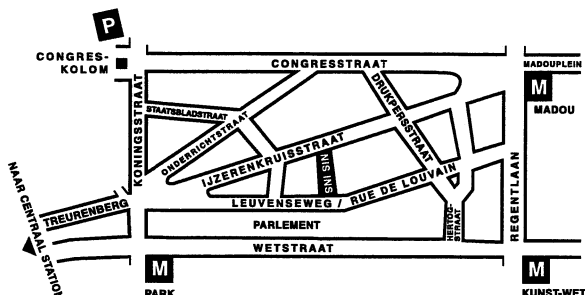 P
CONGRES-
KOLOM
CONGRESSTRAAT
MADOUPLEIN
M
MADOU
KONINGSSTRAAT
STAATSBLADSTRAAT
ONDERRICHTSTRAAT
DRUKPERSSTRAAT
IJZERENKRUISSTRAAT
NIS INS
LEUVENSEWEG / RUE DE LOUVAIN
HERTOG-
STRAAT
REGENTLAAN
TREURENBERG
NAAR CENTRAAL STATION
PARLEMENT
WETSTRAAT
M
PARK
M
KUNST-WET